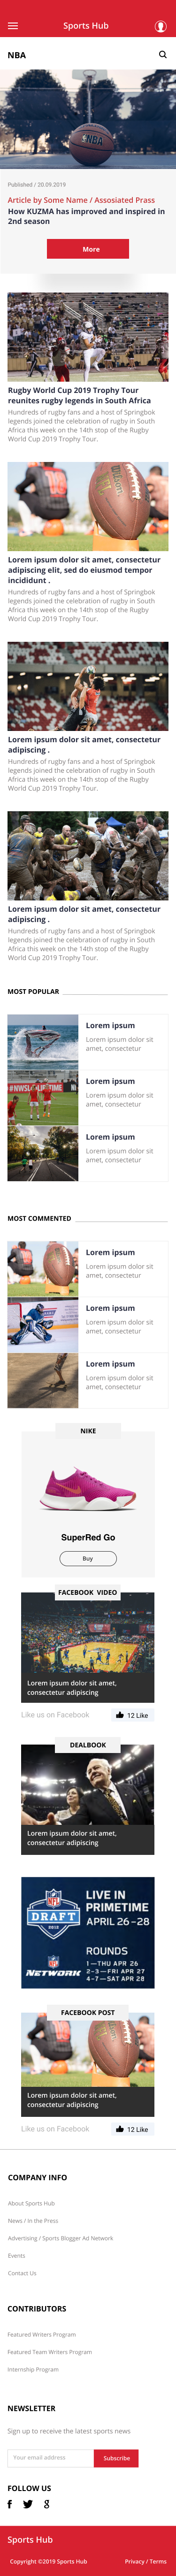 Sports Hub
NBA
Published / 20.09.2019
Article by Some Name / Assosiated Prass
How KUZMA has improved and inspired in
2nd season
More
Rugby World Cup 2019 Trophy Tour
reunites rugby legends in South Africa
Hundreds of rugby fans and a host of Springbok
legends joined the celebration of rugby in South
Africa this week on the 14th stop of the Rugby
World Cup 2019 Trophy Tour.
Lorem ipsum dolor sit amet, consectetur
adipiscing elit, sed do eiusmod tempor
incididunt .
Hundreds of rugby fans and a host of Springbok
legends joined the celebration of rugby in South
Africa this week on the 14th stop of the Rugby
World Cup 2019 Trophy Tour.
Lorem ipsum dolor sit amet, consectetur
adipiscing .
Hundreds of rugby fans and a host of Springbok
legends joined the celebration of rugby in South
Africa this week on the 14th stop of the Rugby
World Cup 2019 Trophy Tour.
Lorem ipsum dolor sit amet, consectetur
adipiscing .
Hundreds of rugby fans and a host of Springbok
legends joined the celebration of rugby in South
Africa this week on the 14th stop of the Rugby
World Cup 2019 Trophy Tour.
MOST POPULAR
Lorem ipsum
Lorem ipsum dolor sit
amet, consectetur
Lorem ipsum
Lorem ipsum dolor sit
amet, consectetur
Lorem ipsum
Lorem ipsum dolor sit
amet, consectetur
MOST COMMENTED
Lorem ipsum
Lorem ipsum dolor sit
amet, consectetur
Lorem ipsum
Lorem ipsum dolor sit
amet, consectetur
Lorem ipsum
Lorem ipsum dolor sit
amet, consectetur
NIKE
SuperRed Go
Buy
FACEBOOK VIDEO
Lorem ipsum dolor sit amet,
consectetur adipiscing
Like us on Facebook
12 Like
DEALBOOK
Lorem ipsum dolor sit amet,
consectetur adipiscing
NFL
DRAFT
2012
NETWORK
LIVE IN
PRIMETIME
APRIL 26-28
ROUNDS
1-THU APR 26
2-3-FRI APR 27
4-7-SAT APR 28
FACEBOOK POST
Lorem ipsum dolor sit amet,
consectetur adipiscing
Like us on Facebook
12 Like
COMPANY INFO
About Sports Hub
News / In the Press
Advertising / Sports Blogger Ad Network
Events
Contact Us
CONTRIBUTORS
Featured Writers Program
Featured Team Writers Program
Internship Program
NEWSLETTER
Sign up to receive the latest sports news
Your email address
Subscribe
FOLLOW US
Sports Hub
Copyright ©2019 Sports Hub
Privacy / Terms